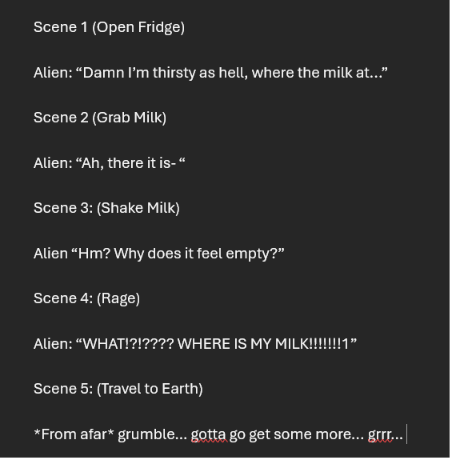 Scene 1 (Open Fridge)
Alien: “Damn I’m thirsty as hell, where the milk at...”
Scene 2 (Grab Milk)
Alien: “Ah, there it is- “
Scene 3: (Shake Milk)
Alien “Hm? Why does it feel empty?”
Scene 4: (Rage)
Alien: “WHAT!?!???? WHERE IS MY MILK!!!!!!!1”
Scene 5: (Travel to Earth)
*From afar* grumble... gotta go get some more... grrr...